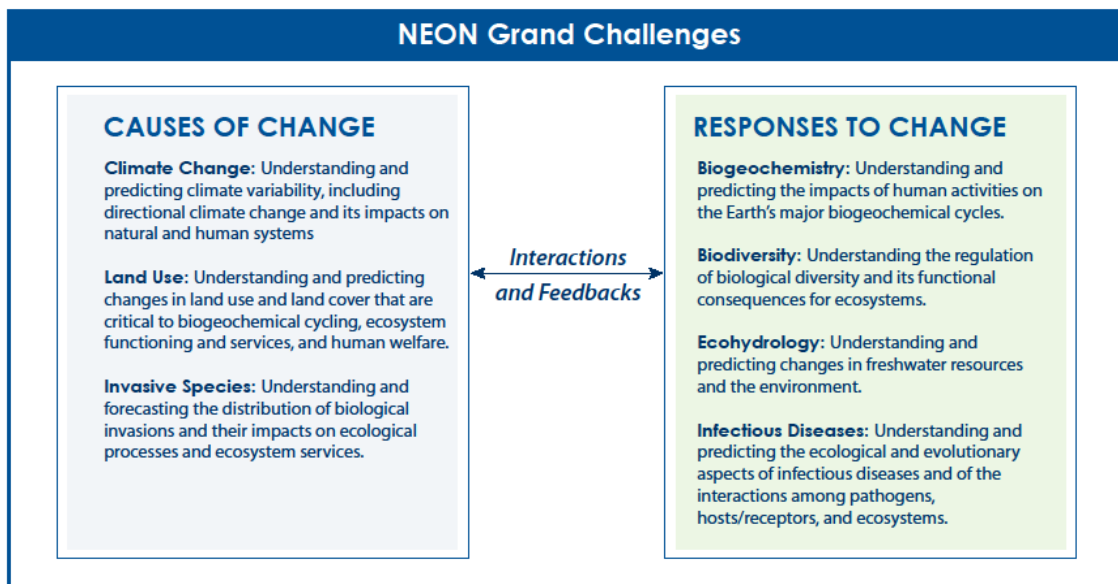 NEON Grand Challenges
CAUSES OF CHANGE
Climate Change: Understanding and
predicting climate variability, including
directional climate change and its impacts on
natural and human systems
Land Use: Understanding and predicting
changes in land use and land cover that are
critical to biogeochemical cycling, ecosystem
functioning and services, and human welfare.
Invasive Species: Understanding and
forecasting the distribution of biological
invasions and their impacts on ecological
processes and ecosystem services.
Interactions
and Feedbacks
RESPONSES TO CHANGE
Biogeochemistry: Understanding and
predicting the impacts of human activities on
the Earth's major biogeochemical cycles.
Biodiversity: Understanding the regulation
of biological diversity and its functional
consequences for ecosystems.
Ecohydrology: Understanding and
predicting changes in freshwater resources
and the environment.
Infectious Diseases: Understanding and
predicting the ecological and evolutionary
aspects of infectious diseases and of the
interactions among pathogens,
hosts/receptors, and ecosystems.